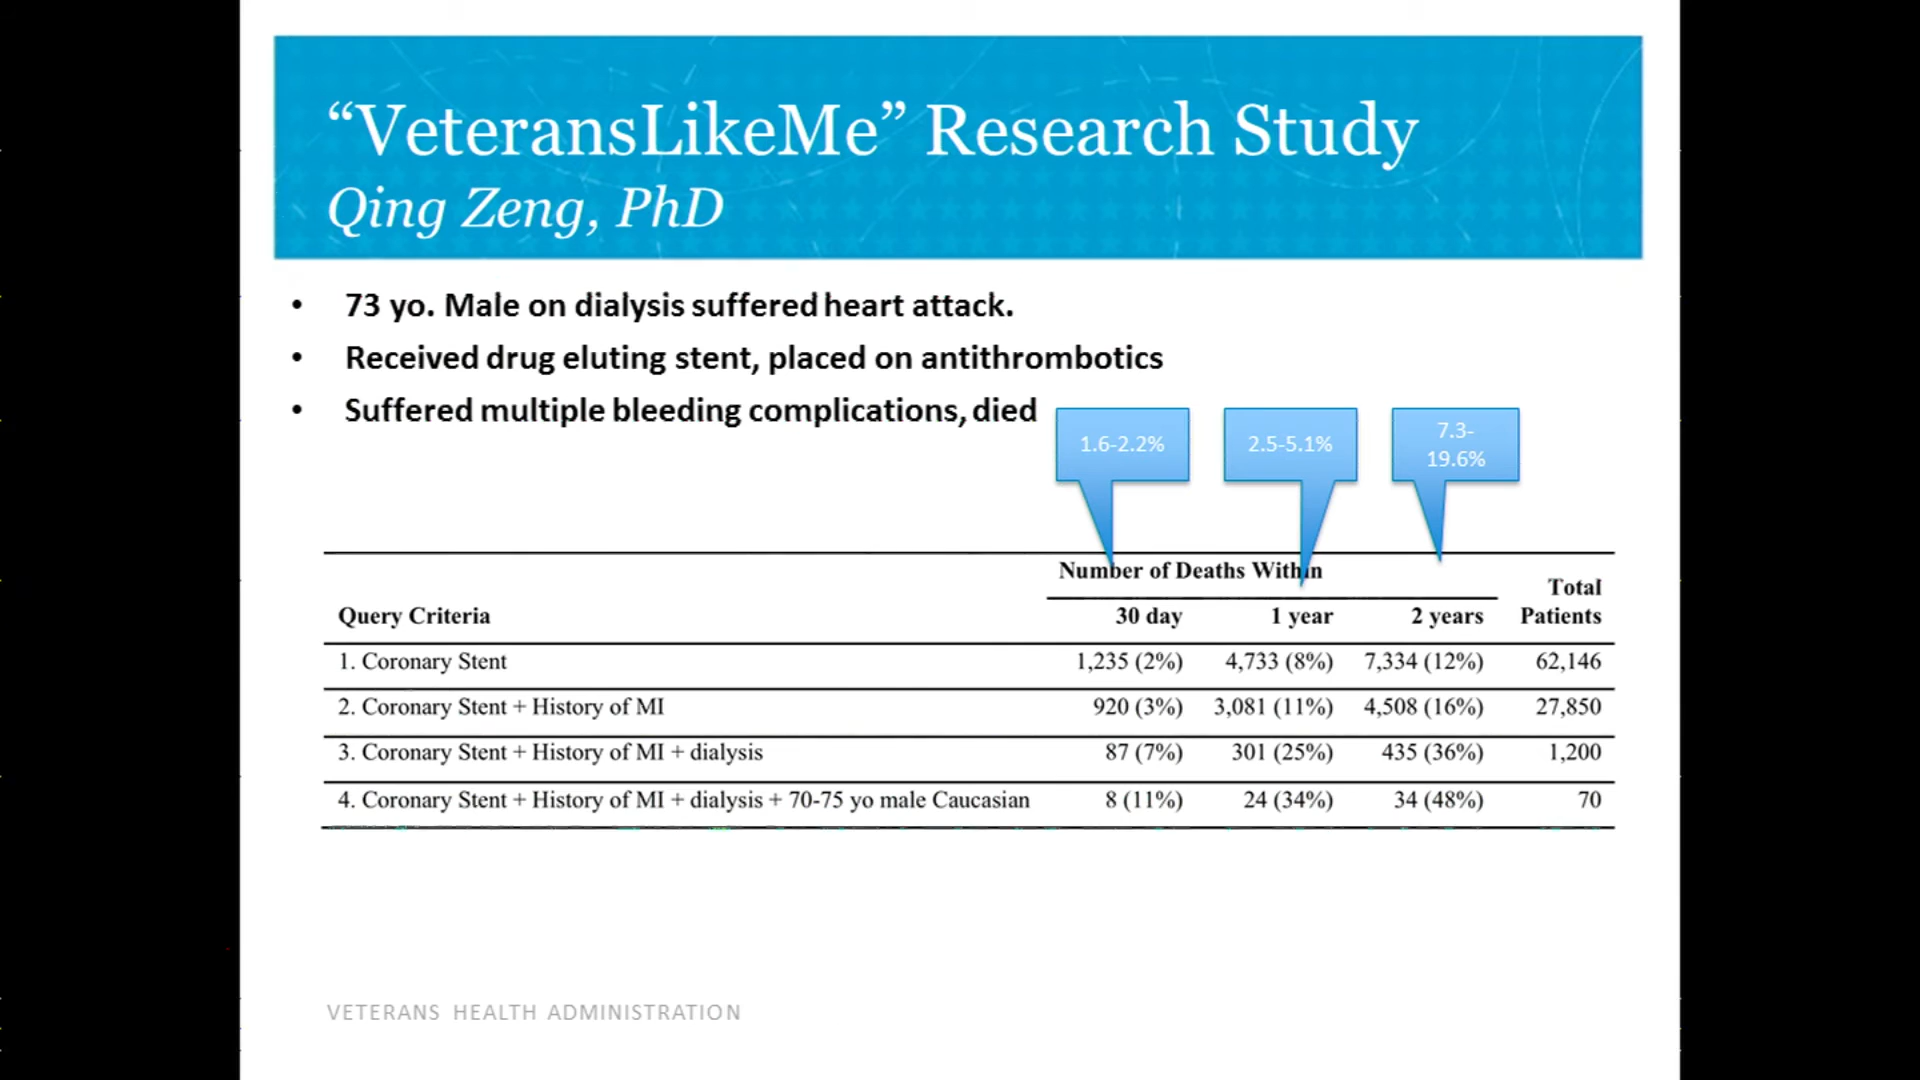 “VeteransLikeMe” Research Study
Qing Zeng, PhD
• 73 yo. Male on dialysis suffered heart attack.
• Received drug eluting stent, placed on antithrombotics
• Suffered multiple bleeding complications, died
1.6-2.2% 2.5-5.1% 7.3-
19.6%
Number of Deaths Within
Total
Query Criteria 30 day 1 year 2 years Patients
1. Coronary Stent 1,235 (2%) 4,733 (8%) 7,334 (12%) 62,146
2. Coronary Stent + History of MI 920 (3%) 3,081 (11%) 4,508 (16%) 27,850
3. Coronary Stent + History of MI + dialysis 87 (7%) 301 (25%) 435 (36%) 1,200
4. Coronary Stent + History of MI + dialysis + 70-75 yo male Caucasian 8 (11%) 24 (34%) 34 (48%) 70
VETERANS HEALTH ADMINISTRATION